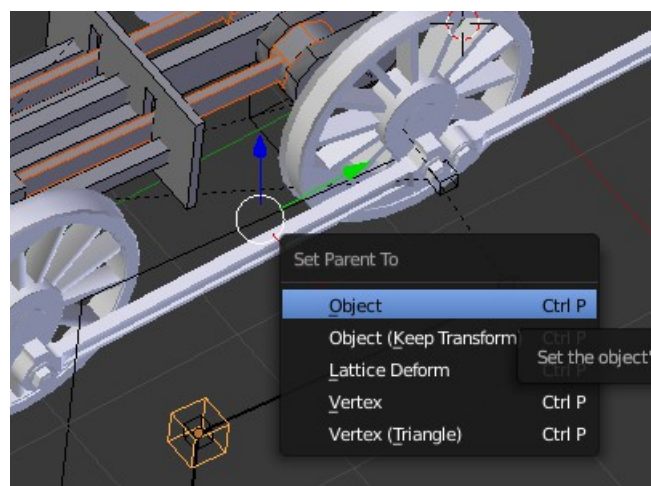 Set Parent To
Object Ctrl P
Object (Keep Transform)
Set the object'
Lattice Deform
Vertex Ctrl P
Vertex (Triangle) Ctrl P